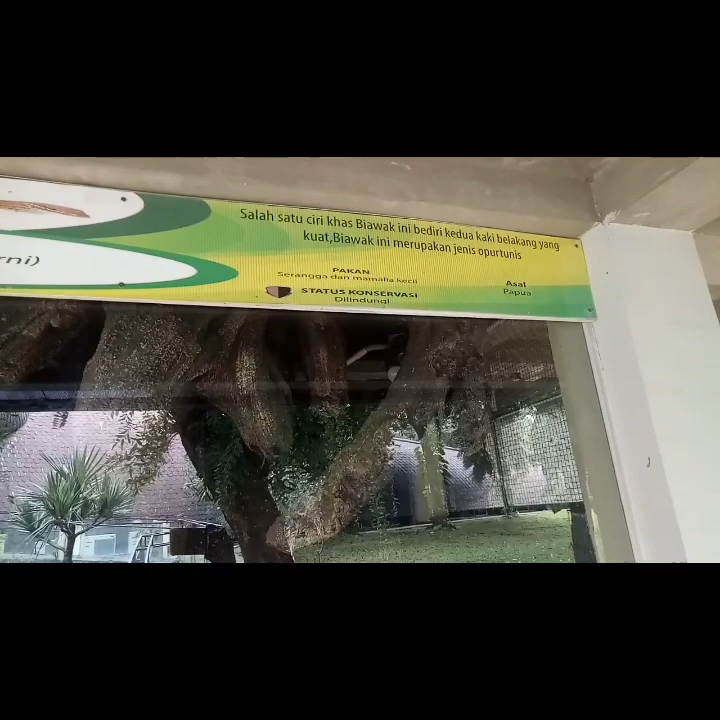 Salah satu ciri khas Biawak ini bediri kedua kaki belakang yang
kuat,Biawak ini merupakan jenis opurtunis
rni)
PAKAN
Serangga dan mamalia kecil
STATUS KONSERVASI
Dilindungi
Asal
Papua